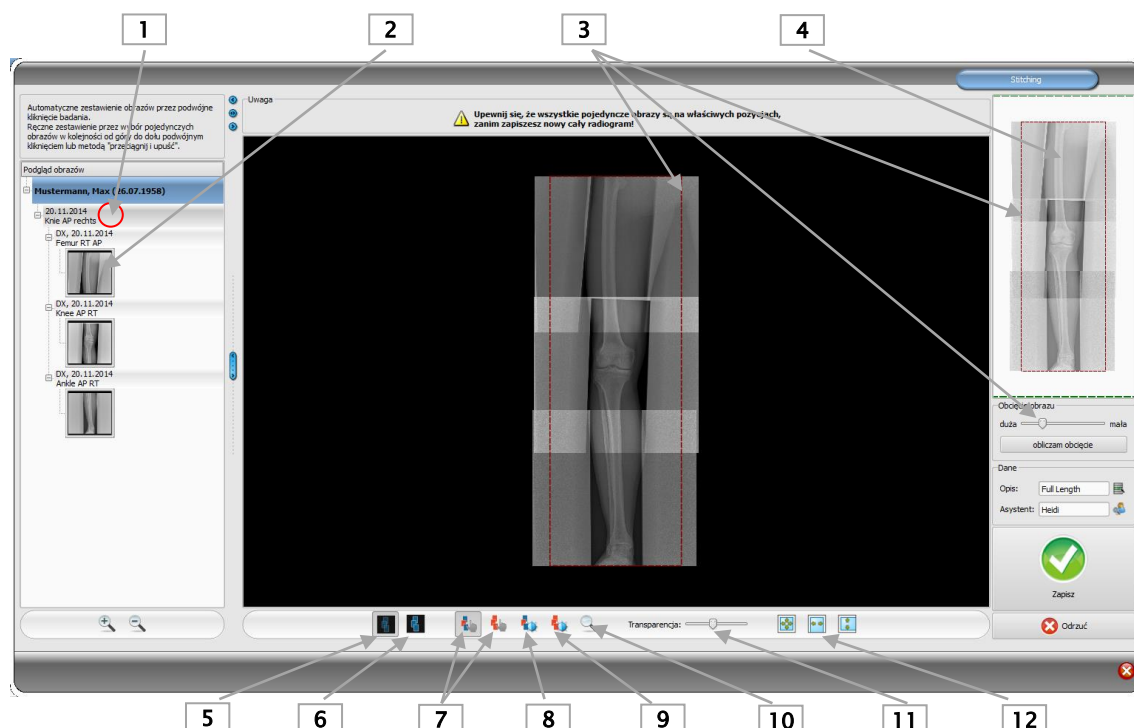 1
2
3
4
Stitching
Automatyczne zestawienie obrazów przez podwójne
kliknięcie badania.
Ręczne zestawienie przez wybór pojedynczych
obrazów w kolejności od góry do dołu podwójnym
kliknięciem lub metodą "przeciągnij i upuść".
Uwaga
Upewnij się, że wszystkie pojedyncze obrazy są na właściwych pozycjach,
zanim zapiszesz nowy cały radiogram!
Podgląd obrazów
Mustermann, Max (26.07.1958)
20.11.2014
Knie AP rechts
DX, 20.11.2014
Femur RT AP
DX, 20.11.2014
Knee AP RT
DX, 20.11.2014
Ankle AP RT
Obcięcie obrazu
duża
mała
obliczam obcięcie
Dane
Opis: Full Length
Asystent: Heidi
Zapisz
Odrzuć
Transparencja:
5
6
7
8
9
10
11
12